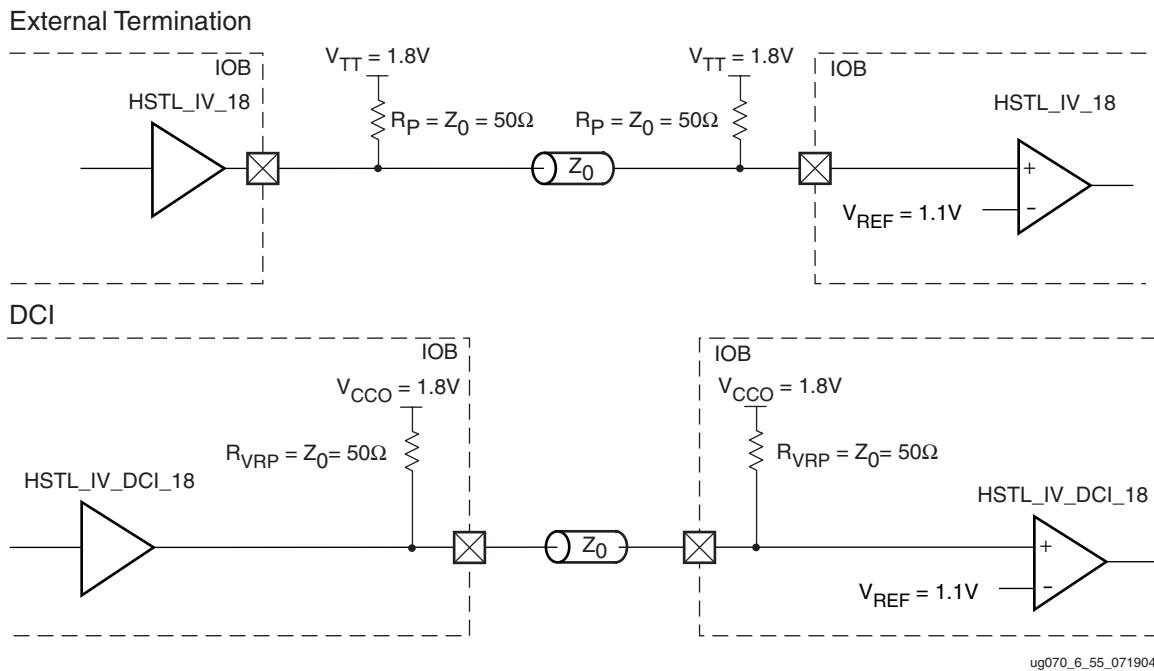 External Termination
IOB
V_TT = 1.8V
V_TT = 1.8V
IOB
HSTL_IV_18
HSTL_IV_18
R_P = Z_0 = 50Ω
R_P = Z_0 = 50Ω
Z_0
+
–
V_REF = 1.1V
DCI
IOB
IOB
V_CCO = 1.8V
V_CCO = 1.8V
R_VRP = Z_0= 50Ω
R_VRP = Z_0= 50Ω
HSTL_IV_DCI_18
HSTL_IV_DCI_18
Z_0
+
–
V_REF = 1.1V
ug070_6_55_071904